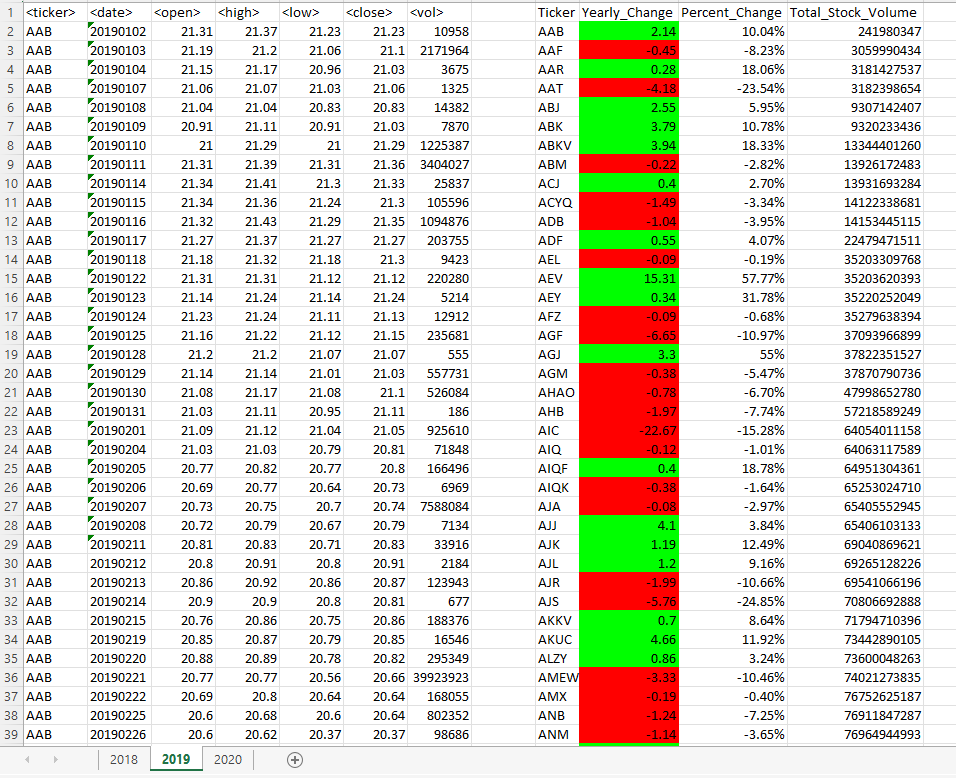 1 <ticker> <date> <open> <high> <low> <close> <vol> Ticker Yearly_Change Percent_Change Total_Stock_Volume
2 AAB 20190102 21.31 21.37 21.23 21.23 10958 AAB 2.14 10.04% 241980347
3 AAB 20190103 21.19 21.2 21.06 21.1 2171964 AAF -0.45 -8.23% 3059990434
4 AAB 20190104 21.15 21.17 20.96 21.03 3675 AAR 0.28 18.06% 3181427537
5 AAB 20190107 21.06 21.07 21.03 21.06 1325 AAT -4.18 -23.54% 3182398654
6 AAB 20190108 21.04 21.04 20.83 20.83 14382 ABJ 2.55 5.95% 9307142407
7 AAB 20190109 20.91 21.11 20.91 21.03 7870 ABK 3.79 10.78% 9320233436
8 AAB 20190110 21 21.29 21 21.29 1225387 ABKV 3.94 18.33% 13344401260
9 AAB 20190111 21.31 21.39 21.31 21.36 3404027 ABM -0.22 -2.82% 13926172483
10 AAB 20190114 21.34 21.41 21.3 21.33 25837 ACJ 0.4 2.70% 13931693284
11 AAB 20190115 21.34 21.36 21.24 21.3 105596 ACYQ -1.49 -3.34% 14122338681
12 AAB 20190116 21.32 21.43 21.29 21.35 1094876 ADB -1.04 -3.95% 14153445115
13 AAB 20190117 21.27 21.37 21.27 21.27 203755 ADF 0.55 4.07% 22479471511
14 AAB 20190118 21.18 21.32 21.18 21.3 9423 AEL -0.09 -0.19% 35203309768
15 AAB 20190122 21.31 21.31 21.12 21.12 220280 AEV 15.31 57.77% 35203620393
16 AAB 20190123 21.14 21.24 21.14 21.24 5214 AEY 0.34 31.78% 35220252049
17 AAB 20190124 21.23 21.24 21.11 21.13 12912 AFZ -0.09 -0.68% 35279638394
18 AAB 20190125 21.16 21.22 21.12 21.15 235681 AGF -6.65 -10.97% 37093966899
19 AAB 20190128 21.2 21.2 21.07 21.07 555 AGJ 3.3 55% 37822351527
20 AAB 20190129 21.14 21.14 21.01 21.03 557731 AGM -0.38 -5.47% 37870790736
21 AAB 20190130 21.08 21.17 21.08 21.1 526084 AHAO -0.78 -6.70% 47998652780
22 AAB 20190131 21.03 21.11 20.95 21.11 186 AHB -1.97 -7.74% 57218589249
23 AAB 20190201 21.09 21.12 21.04 21.05 925610 AIC -22.67 -15.28% 64054011158
24 AAB 20190204 21.03 21.03 20.79 20.81 71848 AIQ -0.12 -1.01% 64063117589
25 AAB 20190205 20.77 20.82 20.77 20.8 166496 AIQF 0.4 18.78% 64951304361
26 AAB 20190206 20.69 20.77 20.64 20.73 6969 AIQK -0.38 -1.64% 65253024710
27 AAB 20190207 20.73 20.75 20.7 20.74 7588084 AJA -0.08 -2.97% 65405552945
28 AAB 20190208 20.72 20.79 20.67 20.79 7134 AJJ 4.1 3.84% 65406103133
29 AAB 20190211 20.81 20.83 20.71 20.83 33916 AJK 1.19 12.49% 69040869621
30 AAB 20190212 20.8 20.91 20.8 20.91 2184 AJL 1.2 9.16% 69265128226
31 AAB 20190213 20.86 20.92 20.86 20.87 123943 AJR -1.99 -10.66% 69541066196
32 AAB 20190214 20.9 20.9 20.8 20.81 677 AJS -5.76 -24.85% 70806692888
33 AAB 20190215 20.76 20.86 20.75 20.86 188376 AKKV 0.7 8.64% 71794710396
34 AAB 20190219 20.85 20.87 20.79 20.85 16546 AKUC 4.66 11.92% 73442890105
35 AAB 20190220 20.88 20.89 20.78 20.82 295349 ALZY 0.86 3.24% 73600048263
36 AAB 20190221 20.77 20.77 20.56 20.66 39923923 AMEW -3.33 -10.46% 74021273835
37 AAB 20190222 20.69 20.8 20.64 20.64 168055 AMX -0.19 -0.40% 76752625187
38 AAB 20190225 20.6 20.68 20.6 20.64 802352 ANB -1.24 -7.25% 76911847287
39 AAB 20190226 20.6 20.62 20.37 20.37 98686 ANM -1.14 -3.65% 76964944993
2018 2019 2020